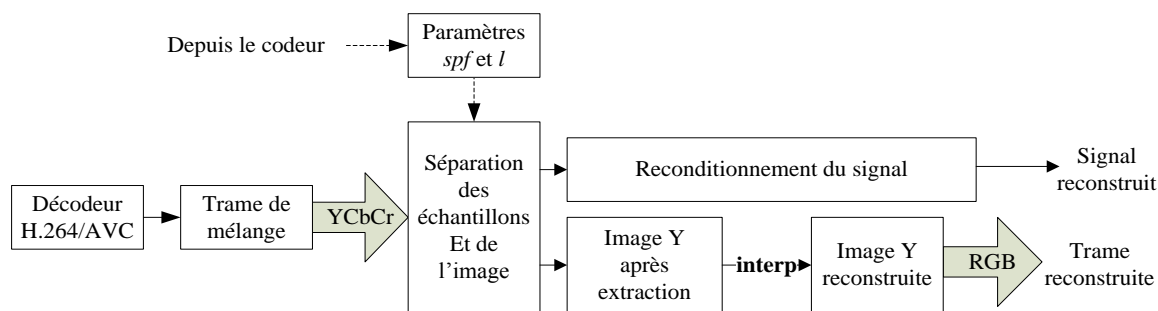 Depuis le codeur
Paramètres
spf et l
Décodeur
H.264/AVC
Trame de
mélange
YCbCr
Séparation
des
échantillons
Et de
l'image
Reconditionnement du signal
Signal
reconstruit
Image Y
après
extraction
interp
Image Y
reconstruite
RGB
Trame
reconstruite